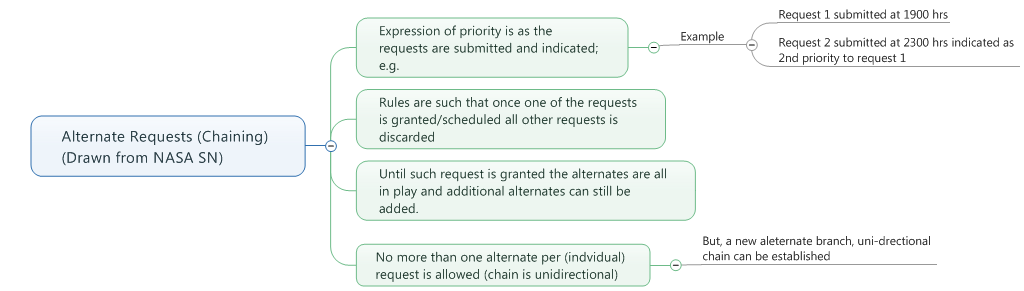 Alternate Requests (Chaining)
(Drawn from NASA SN)
Expression of priority is as the
requests are submitted and indicated;
e.g.
Example
Request 1 submitted at 1900 hrs
Request 2 submitted at 2300 hrs indicated as
2nd priority to request 1
Rules are such that once one of the requests
is granted/scheduled all other requests is
discarded
Until such request is granted the alternates are all
in play and additional alternates can still be
added.
No more than one alternate per (indvidual)
request is allowed (chain is unidirectional)
But, a new aleternate branch, uni-drectional
chain can be established